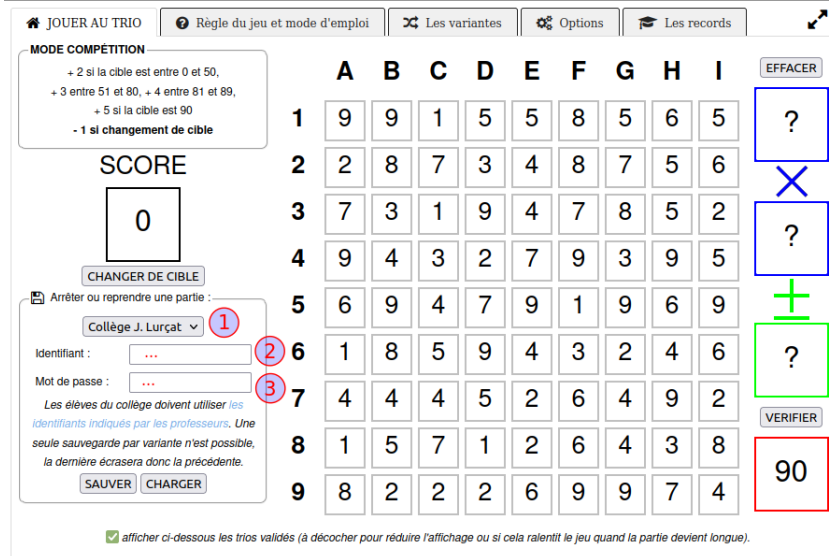 JOUER AU TRIO
Règle du jeu et mode d'emploi
Les variantes
Options
Les records
MODE COMPÉTITION
+ 2 si la cible est entre 0 et 50,
+ 3 entre 51 et 80, + 4 entre 81 et 89,
+ 5 si la cible est 90
- 1 si changement de cible
SCORE
0
CHANGER DE CIBLE
Arrêter ou reprendre une partie :
Collège J. Lurçat
1
Identifiant :
...
2
Mot de passe :
...
3
Les élèves du collège doivent utiliser les
identifiants indiqués par les professeurs. Une
seule sauvegarde par variante n'est possible,
la dernière écrasera donc la précédente.
SAUVER CHARGER
A B C D E F G H I
1 9 9 1 5 5 8 5 6 5
2 2 8 7 3 4 8 7 5 6
3 7 3 1 9 4 7 8 5 2
4 9 4 3 2 7 9 3 9 5
5 6 9 4 7 9 1 9 6 9
6 1 8 5 9 4 3 2 4 6
7 4 4 4 5 2 6 4 9 2
8 1 5 7 1 2 6 4 3 8
9 8 2 2 2 6 9 9 7 4
EFFACER
?
×
?
±
?
VERIFIER
90
afficher ci-dessous les trios validés (à décocher pour réduire l'affichage ou si cela ralentit le jeu quand la partie devient longue).